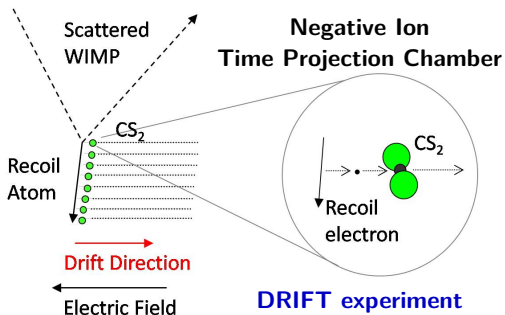 Scattered
WIMP
Negative Ion
Time Projection Chamber
CS₂
Recoil
Atom
CS₂
Recoil
electron
Drift Direction
Electric Field
DRIFT experiment